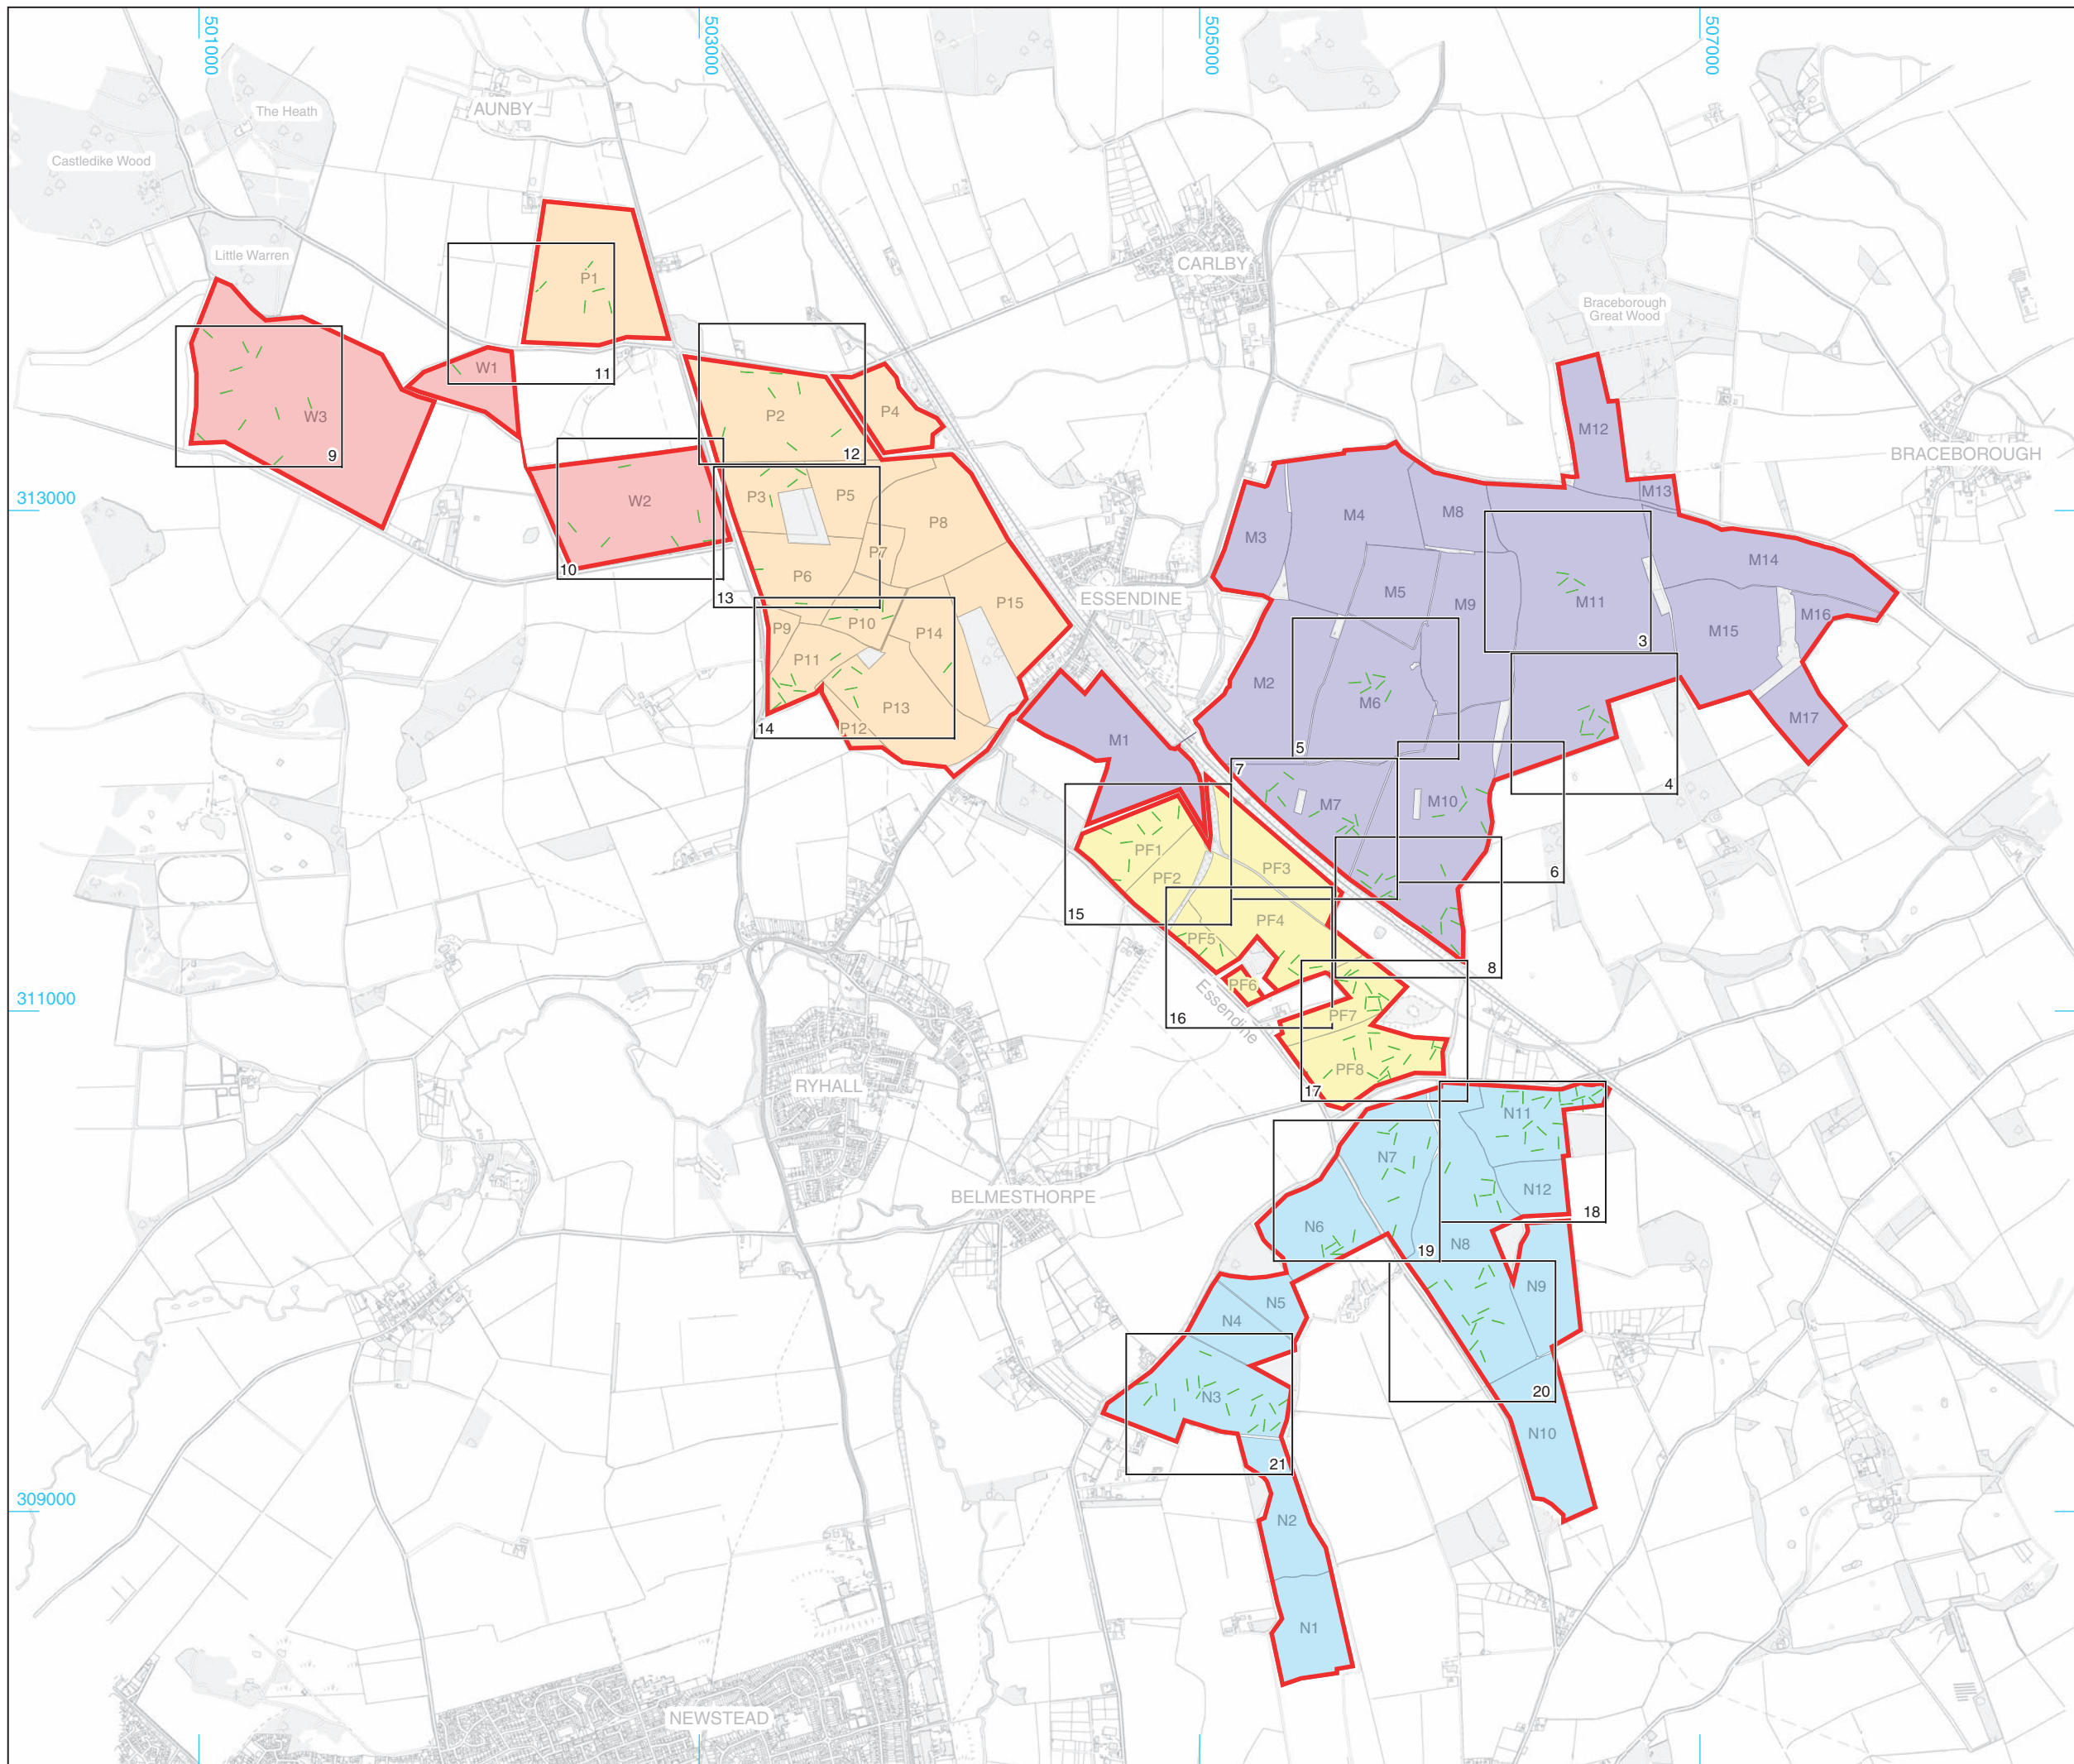 501000
503000
505000
507000
The Heath
AUNBY
Castledike Wood
Little Warren
CARLBY
P1
Braceborough
Great Wood
W1
11
W3
P2
P4
M12
9
12
BRACEBOROUGH
313000
W2
P3
P5
P8
M3
M4
M8
M13
P7
M14
10
P6
M5
M9
M11
13
ESSENDINE
P15
M16
P9
P10
P14
M15
3
P11
M2
M6
P13
M17
14
P12
M1
5
7
4
M7
M10
PF1
PF3
6
PF2
15
PF4
PF5
8
PF6
Essendine
311000
16
PF7
PF8
RYHALL
17
N11
N7
N12
BELMESTHORPE
18
N6
N8
19
N9
N5
N4
N3
20
N10
21
309000
N2
N1
NEWSTEAD